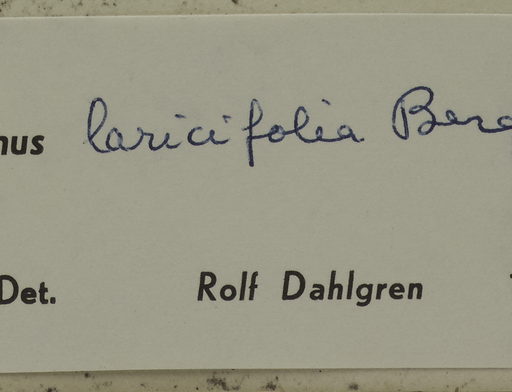 nus laricifolia Berg
Det. Rolf Dahlgren